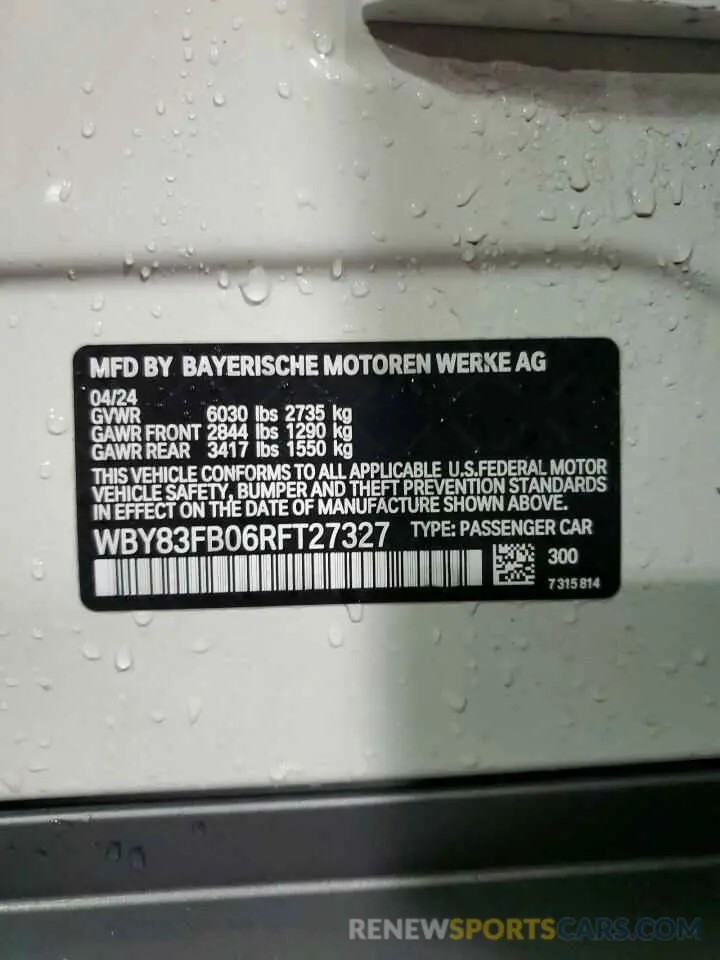 MFD BY BAYERISCHE MOTOREN WERKE AG
04/24
GVWR 6030 lbs 2735 kg
GAWR FRONT 2844 lbs 1290 kg
GAWR REAR 3417 lbs 1550 kg
THIS VEHICLE CONFORMS TO ALL APPLICABLE U.S.FEDERAL MOTOR
VEHICLE SAFETY, BUMPER AND THEFT PREVENTION STANDARDS
IN EFFECT ON THE DATE OF MANUFACTURE SHOWN ABOVE.
WBY83FB06RFT27327 TYPE: PASSENGER CAR
300
7 315 814
RENEWSPORTSCARS.COM